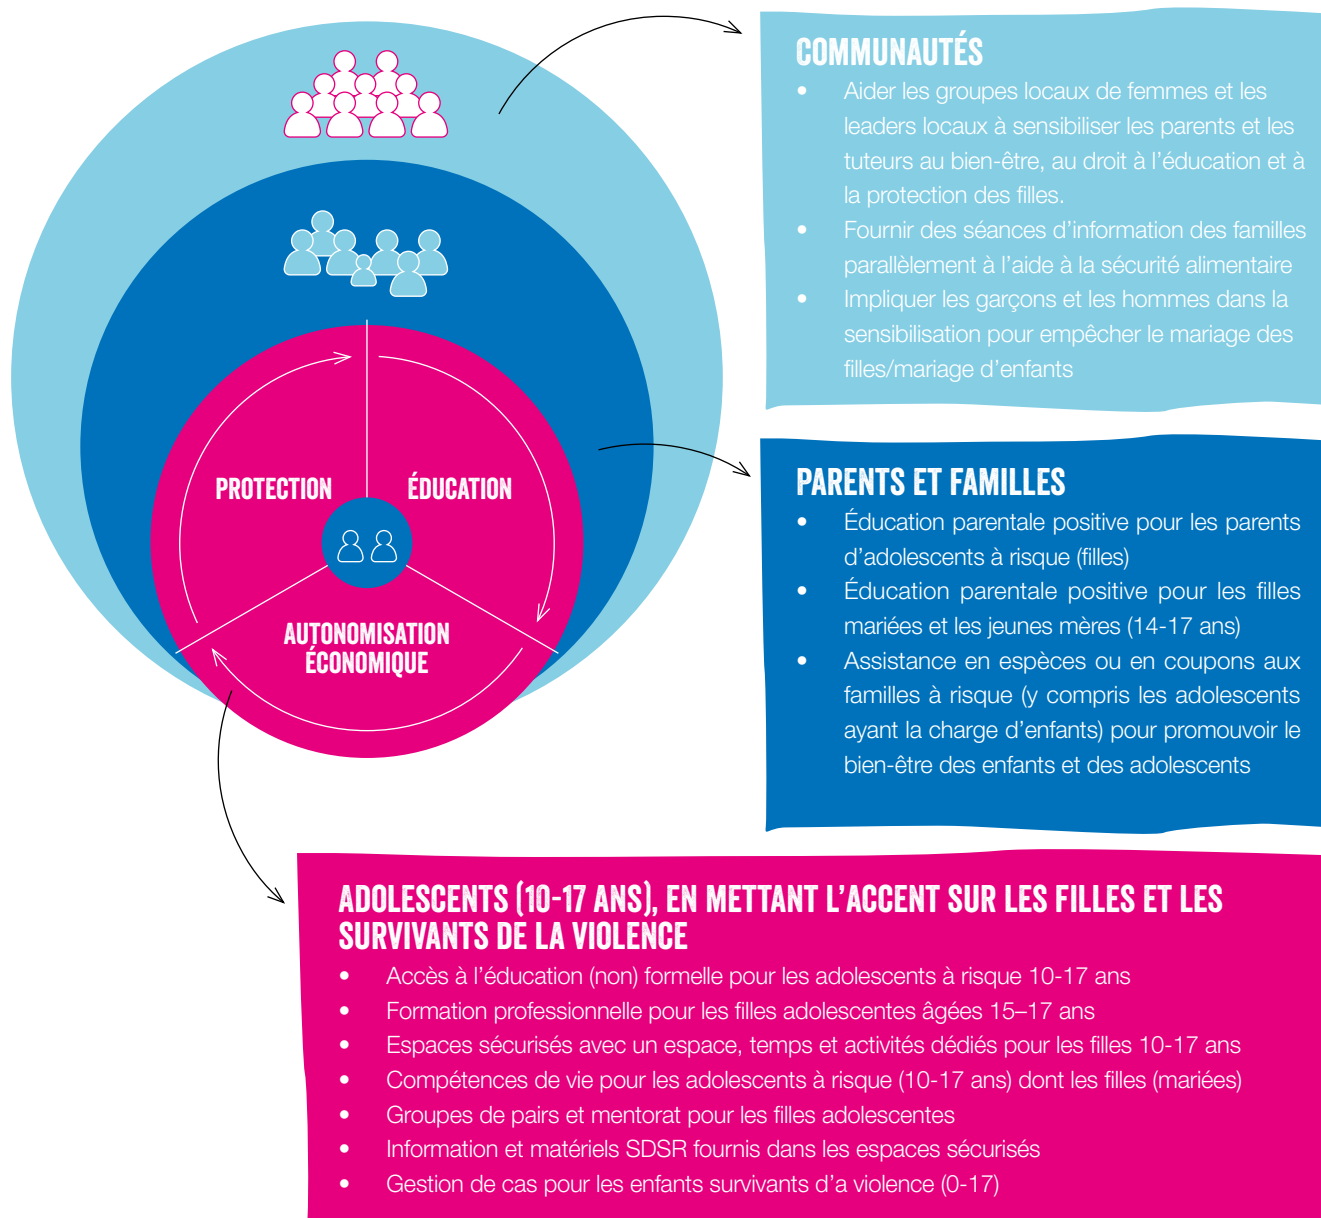 COMMUNAUTÉS
• Aider les groupes locaux de femmes et les
leaders locaux à sensibiliser les parents et les
tuteurs au bien-être, au droit à l’éducation et à
la protection des filles.
• Fournir des séances d’information des familles
parallèlement à l’aide à la sécurité alimentaire
• Impliquer les garçons et les hommes dans la
sensibilisation pour empêcher le mariage des
filles/mariage d’enfants
PROTECTION
ÉDUCATION
AUTONOMISATION
ÉCONOMIQUE
PARENTS ET FAMILLES
• Éducation parentale positive pour les parents
d’adolescents à risque (filles)
• Éducation parentale positive pour les filles
mariées et les jeunes mères (14-17 ans)
• Assistance en espèces ou en coupons aux
familles à risque (y compris les adolescents
ayant la charge d’enfants) pour promouvoir le
bien-être des enfants et des adolescents
ADOLESCENTS (10-17 ANS), EN METTANT L’ACCENT SUR LES FILLES ET LES
SURVIVANTS DE LA VIOLENCE
• Accès à l’éducation (non) formelle pour les adolescents à risque 10-17 ans
• Formation professionnelle pour les filles adolescentes âgées 15–17 ans
• Espaces sécurisés avec un espace, temps et activités dédiés pour les filles 10-17 ans
• Compétences de vie pour les adolescents à risque (10-17 ans) dont les filles (mariées)
• Groupes de pairs et mentorat pour les filles adolescentes
• Information et matériels SDSR fournis dans les espaces sécurisés
• Gestion de cas pour les enfants survivants d’a violence (0-17)